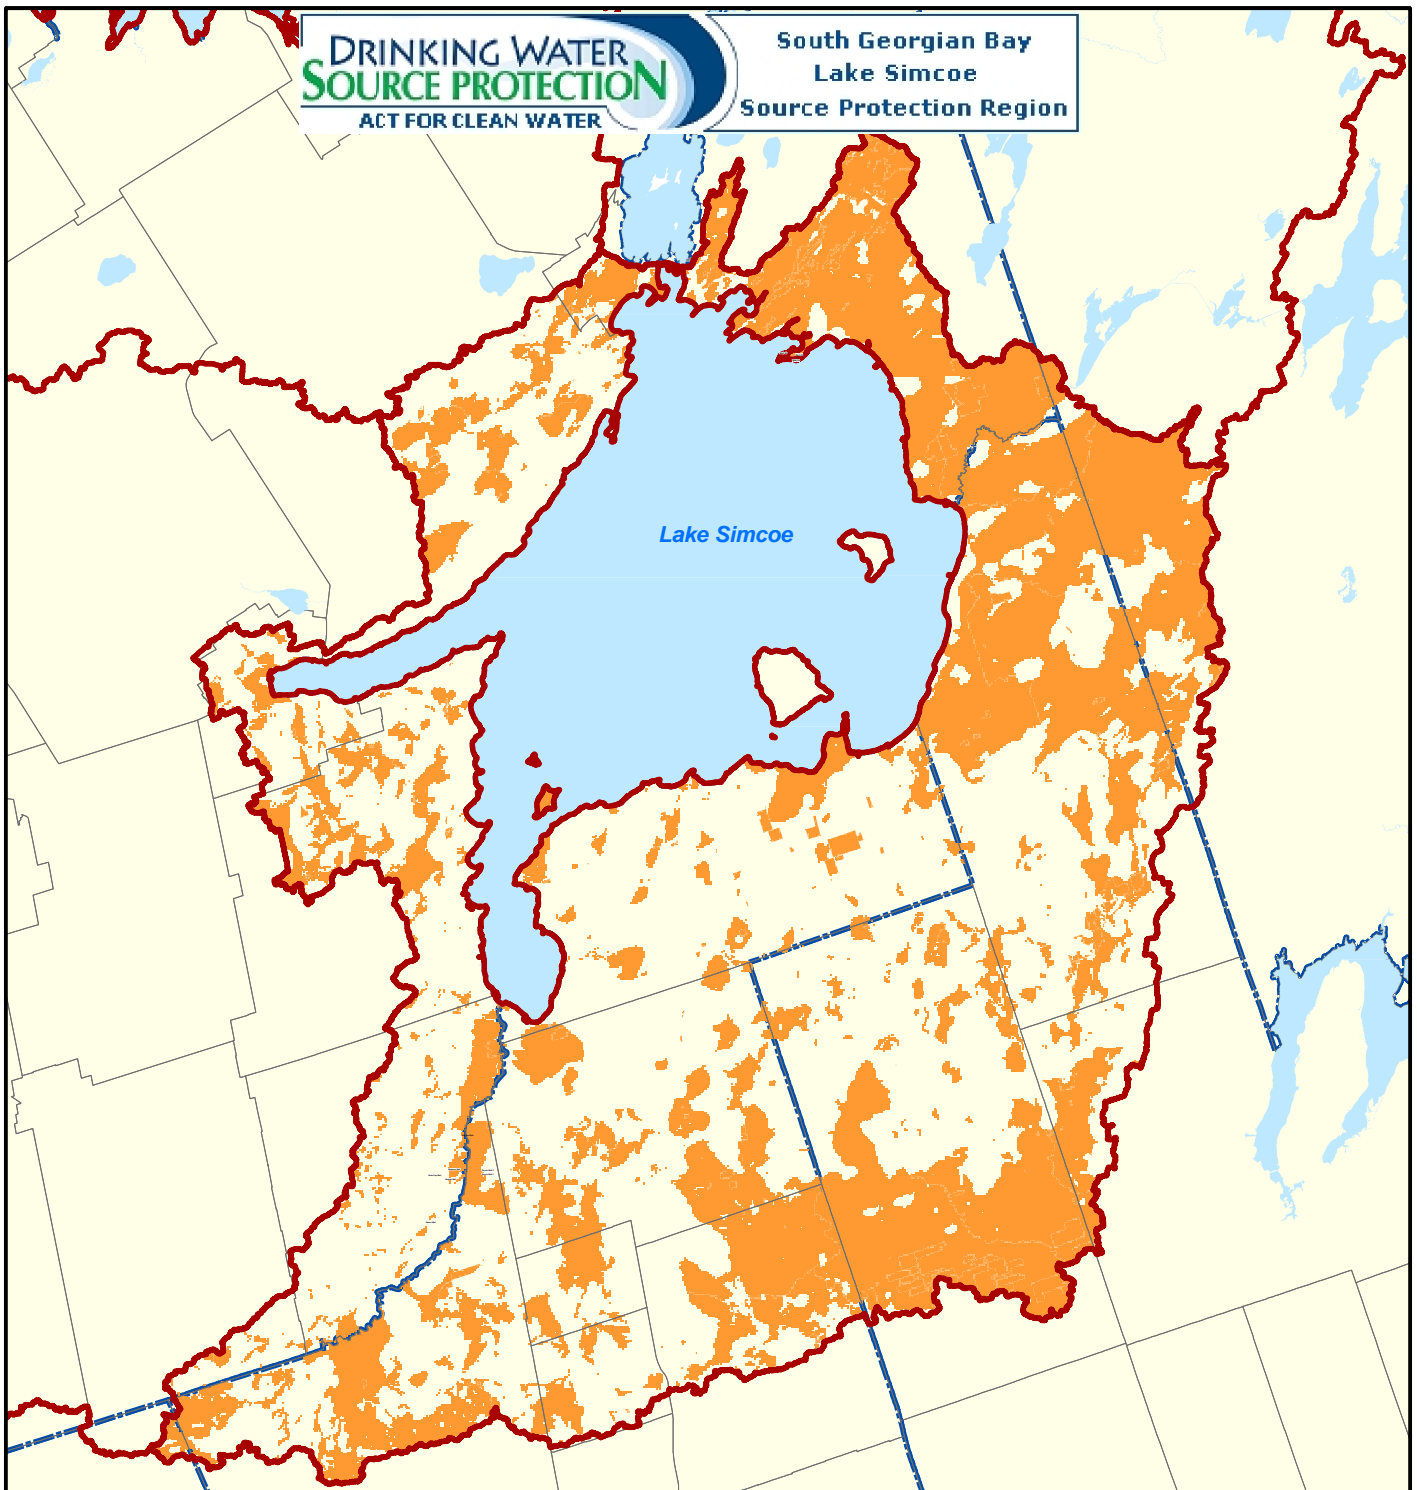 DRINKING WATER
SOURCE PROTECTION
ACT FOR CLEAN WATER
South Georgian Bay
Lake Simcoe
Source Protection Region
Lake Simcoe